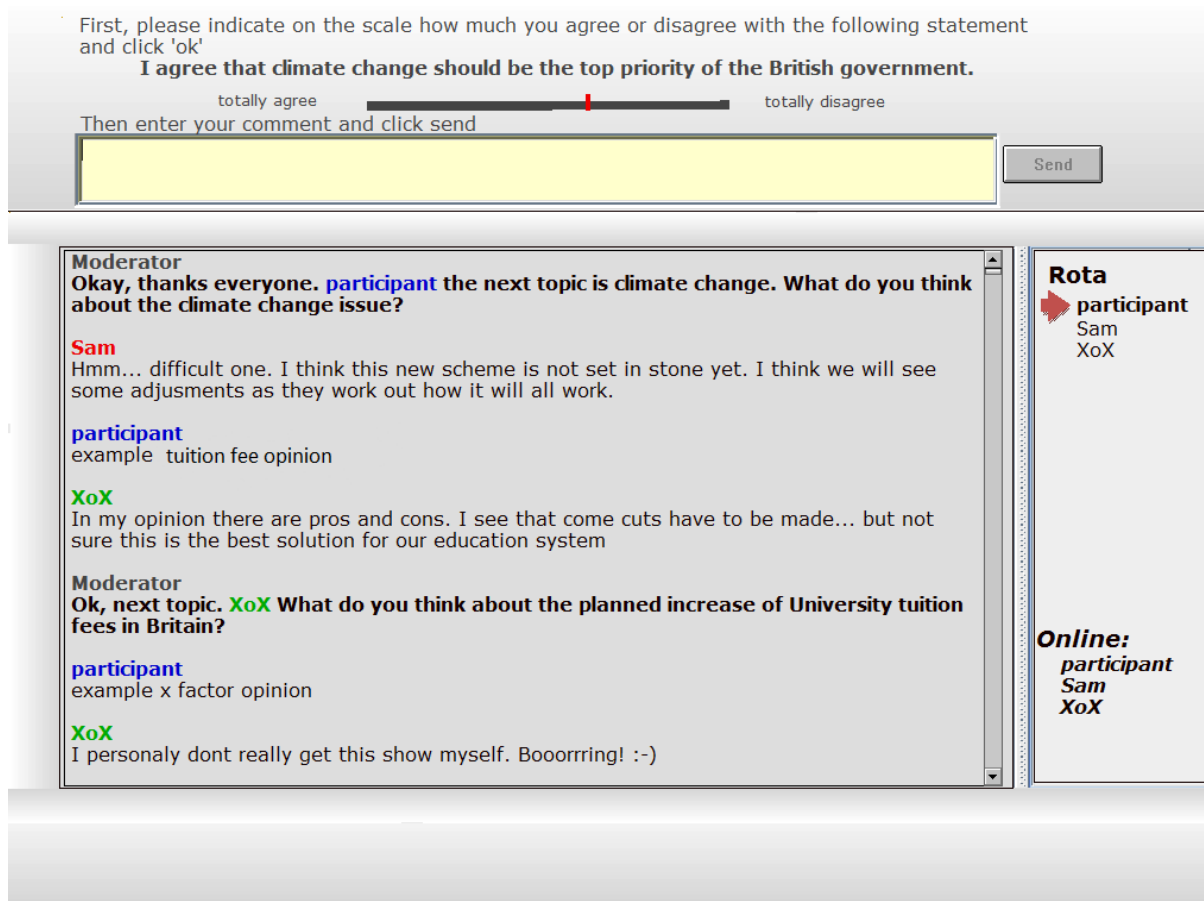 First, please indicate on the scale how much you agree or disagree with the following statement
and click 'ok'
I agree that climate change should be the top priority of the British government.
totally agree
totally disagree
Then enter your comment and click send
Send
Moderator
Okay, thanks everyone. participant the next topic is climate change. What do you think
about the climate change issue?
Sam
Hmm... difficult one. I think this new scheme is not set in stone yet. I think we will see
some adjusments as they work out how it will all work.
participant
example tuition fee opinion
XoX
In my opinion there are pros and cons. I see that come cuts have to be made... but not
sure this is the best solution for our education system
Moderator
Ok, next topic. XoX What do you think about the planned increase of University tuition
fees in Britain?
participant
example x factor opinion
XoX
I personaly dont really get this show myself. Booorrring! :-)
Rota
participant
Sam
XoX
Online:
participant
Sam
XoX